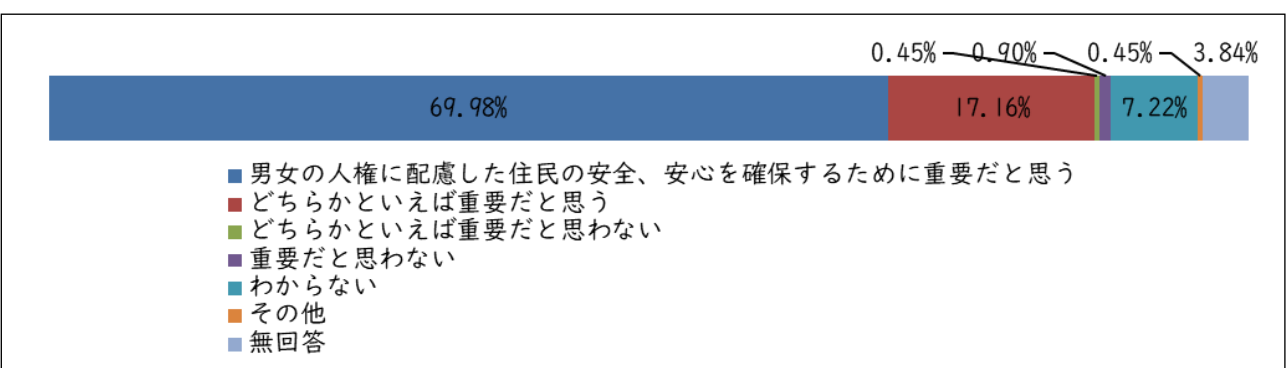 0.45% 0.90% 0.45% 3.84%
69.98% 17.16% 7.22%
男女の人権に配慮した住民の安全、安心を確保するために重要だと思う
どちらかといえば重要だと思う
どちらかといえば重要だと思わない
重要だと思わない
わからない
その他
無回答